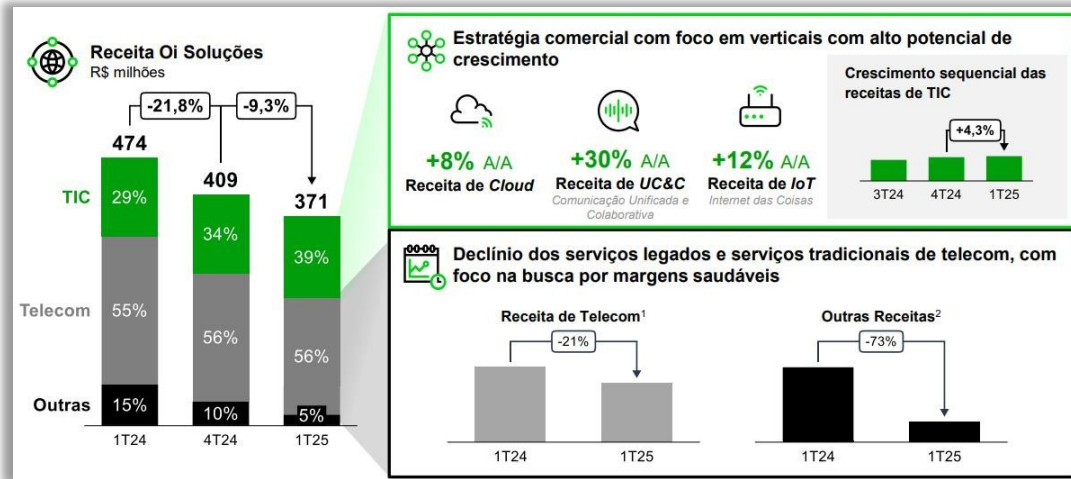 Receita Oi Soluções
R$ milhões
-21,8%
-9,3%
474
409
371
TIC
29%
34%
39%
Telecom
55%
56%
56%
Outras
15%
10%
5%
1T24
4T24
1T25
Estratégia comercial com foco em verticais com alto potencial de
crescimento
+8% A/A
Receita de Cloud
+30% A/A
Receita de UC&C
Comunicação Unificada e
Colaborativa
+12% A/A
Receita de IoT
Internet das Coisas
Crescimento sequencial das
receitas de TIC
+4,3%
3T24
4T24
1T25
00-00
Declínio dos serviços legados e serviços tradicionais de telecom, com
foco na busca por margens saudáveis
Receita de Telecom¹
-21%
1T24
1T25
Outras Receitas²
-73%
1T24
1T25